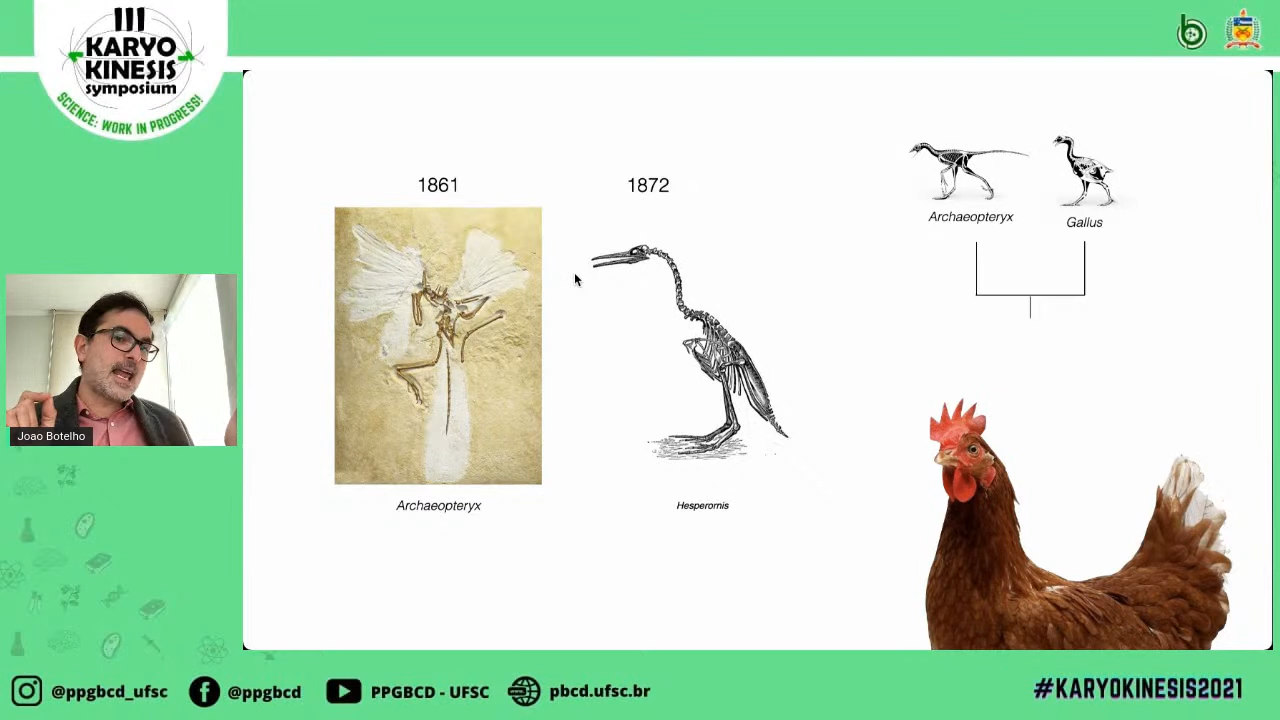 III
KARYO
KINESIS
symposium
SCIENCE: WORK IN PROGRESS!
1861
1872
Archaeopteryx
Gallus
Joao Botelho
Archaeopteryx
Hesperornis
@ppgbcd_ufsc
@ppgbcd
PPGBCD - UFSC
pbcd.ufsc.br
#KARYOKINESIS2021